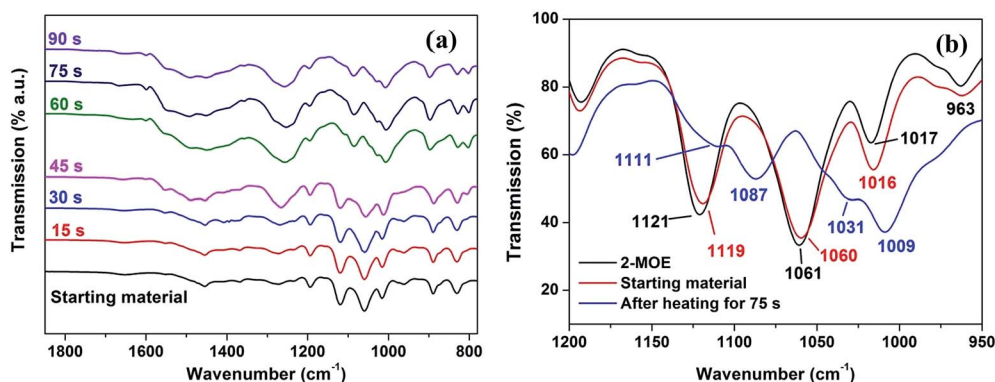 (a)
90 s
75 s
60 s
45 s
30 s
15 s
Starting material
Transmission (% a.u.)
1800 1600 1400 1200 1000 800
Wavenumber (cm-1)
(b)
100
80
60
40
20
Transmission (%)
1111
1087
1121
1119
1061
1060
1031
1009
1016
1017
963
2-MOE
Starting material
After heating for 75 s
1200 1150 1100 1050 1000 950
Wavenumber (cm-1)